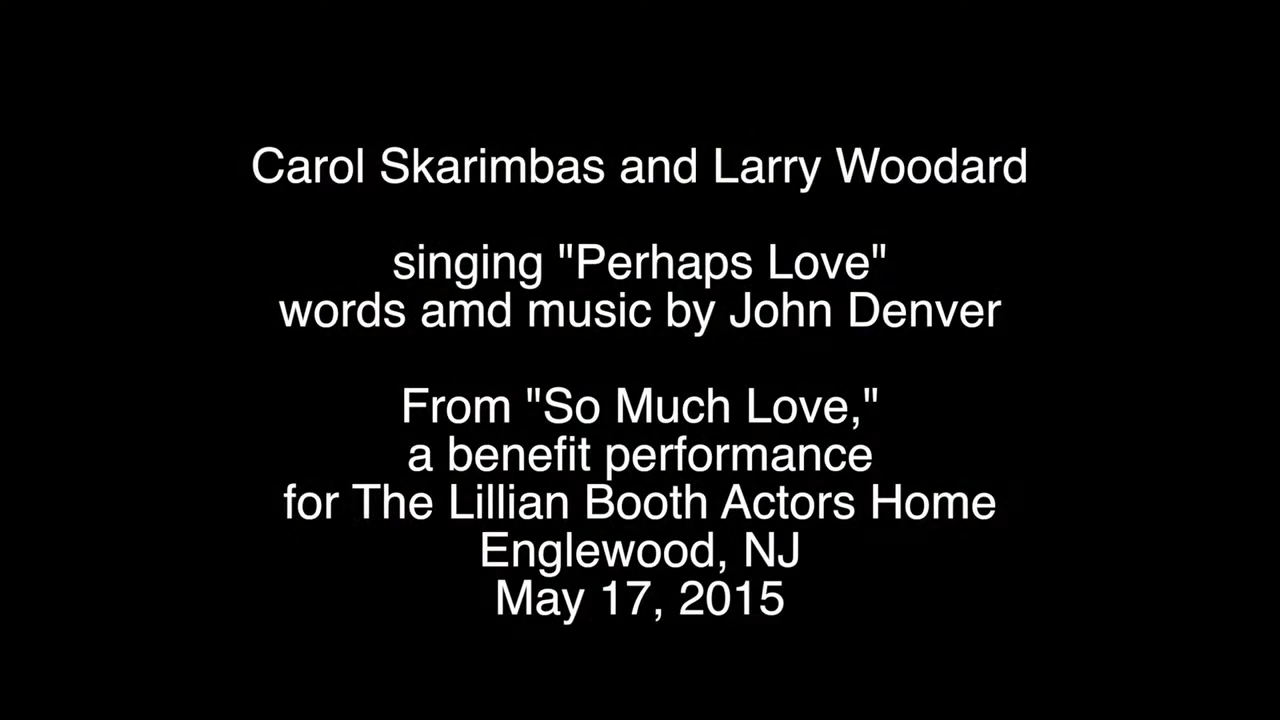 Carol Skarimbas and Larry Woodard
singing "Perhaps Love"
words amd music by John Denver
From "So Much Love,"
a benefit performance
for The Lillian Booth Actors Home
Englewood, NJ
May 17, 2015